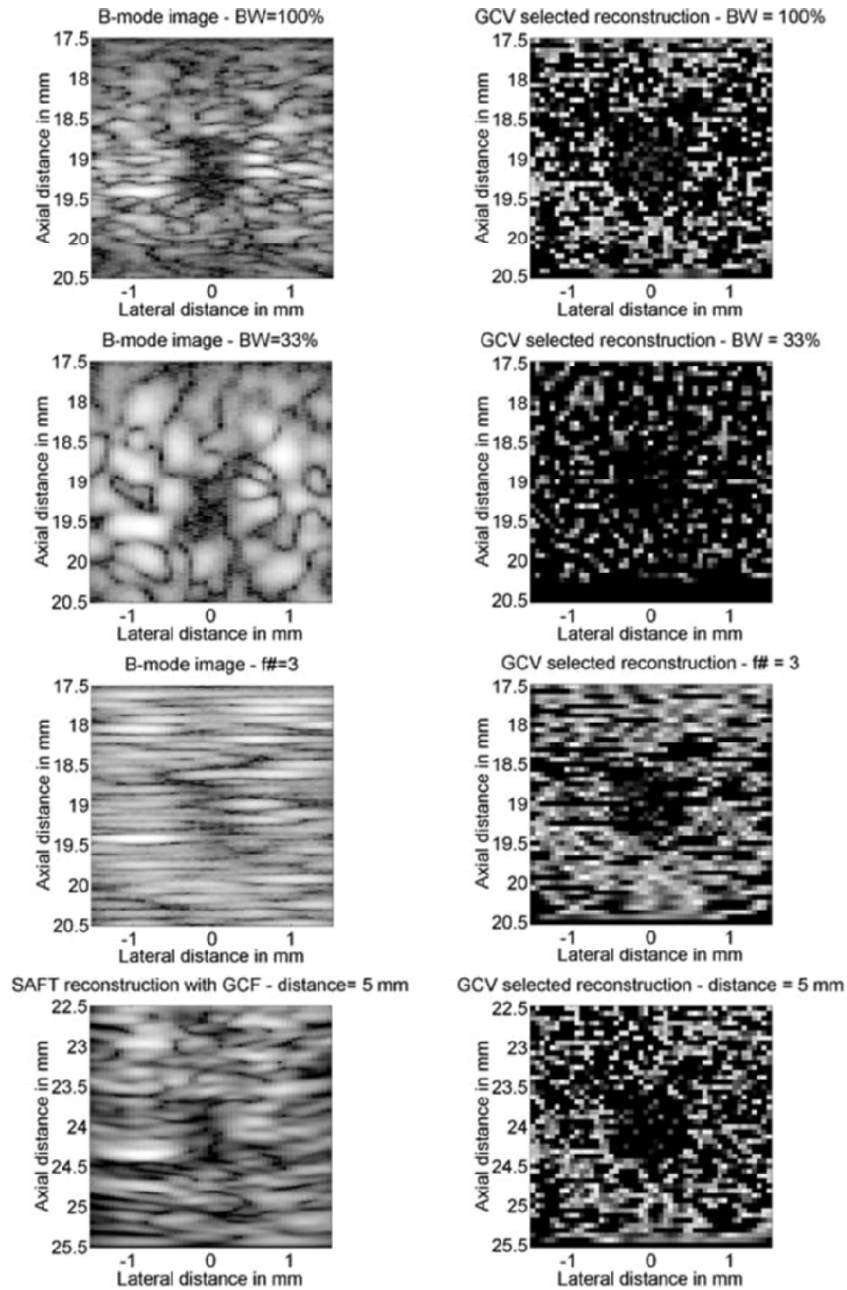 B-mode image - BW=100%
GCV selected reconstruction - BW = 100%
17.5
18
18.5
19
19.5
20
20.5
Axial distance in mm
-1 0 1
Lateral distance in mm
17.5
18
18.5
19
19.5
20
20.5
Axial distance in mm
-1 0 1
Lateral distance in mm
B-mode image - BW=33%
GCV selected reconstruction - BW = 33%
17.5
18
18.5
19
19.5
20
20.5
Axial distance in mm
-1 0 1
Lateral distance in mm
17.5
18
18.5
19
19.5
20
20.5
Axial distance in mm
-1 0 1
Lateral distance in mm
B-mode image - f#=3
GCV selected reconstruction - f# = 3
17.5
18
18.5
19
19.5
20
20.5
Axial distance in mm
-1 0 1
Lateral distance in mm
17.5
18
18.5
19
19.5
20
20.5
Axial distance in mm
-1 0 1
Lateral distance in mm
SAFT reconstruction with GCF - distance= 5 mm
GCV selected reconstruction - distance = 5 mm
22.5
23
23.5
24
24.5
25
25.5
Axial distance in mm
-1 0 1
Lateral distance in mm
22.5
23
23.5
24
24.5
25
25.5
Axial distance in mm
-1 0 1
Lateral distance in mm